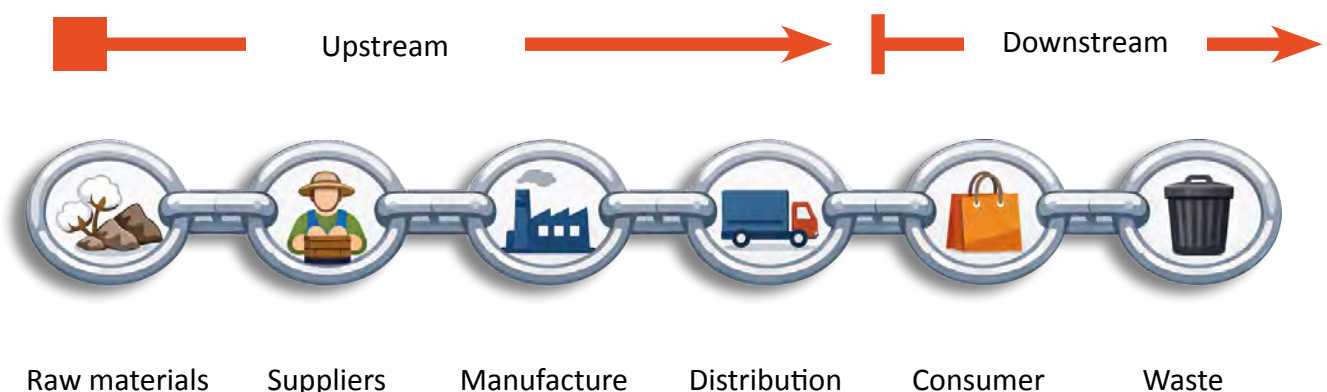 Upstream Downstream
Raw materials Suppliers Manufacture Distribution Consumer Waste